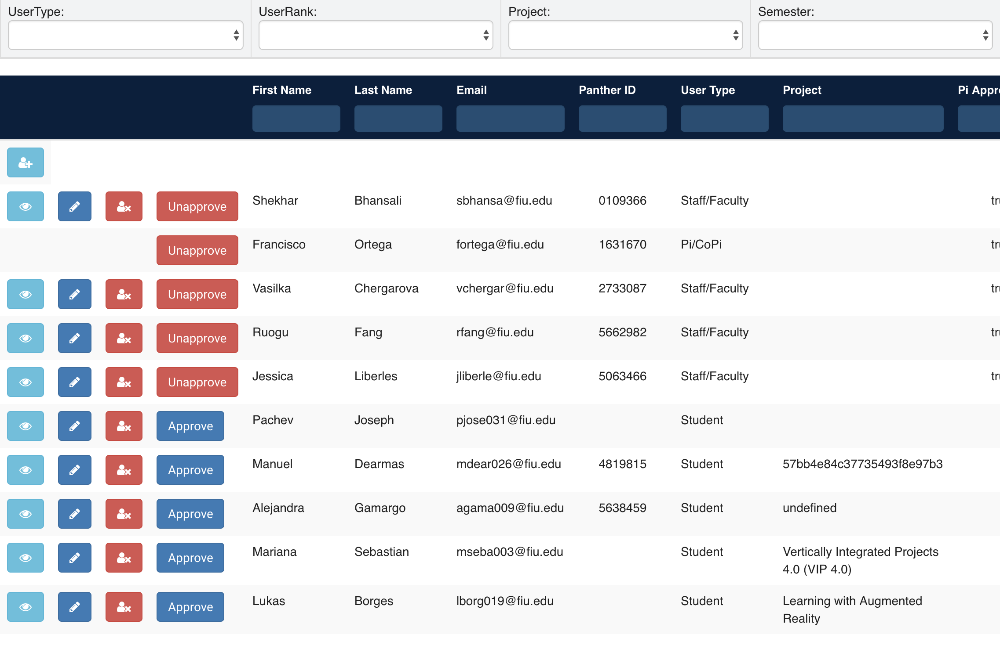 UserType: UserRank: Project: Semester:
First Name Last Name Email Panther ID User Type Project Pi Appr
Unapprove Shekhar Bhansali sbhansa@fiu.edu 0109366 Staff/Faculty tru
Unapprove Francisco Ortega fortega@fiu.edu 1631670 Pi/CoPi tru
Unapprove Vasilka Chergarova vchergar@fiu.edu 2733087 Staff/Faculty tru
Unapprove Ruogu Fang rfang@fiu.edu 5662982 Staff/Faculty tru
Unapprove Jessica Liberles jliberle@fiu.edu 5063466 Staff/Faculty tru
Approve Pachev Joseph pjose031@fiu.edu Student
Approve Manuel Dearmas mdear026@fiu.edu 4819815 Student 57bb4e84c37735493f8e97b3
Approve Alejandra Gamargo agama009@fiu.edu 5638459 Student undefined
Approve Mariana Sebastian mseba003@fiu.edu Student Vertically Integrated Projects
4.0 (VIP 4.0)
Approve Lukas Borges lborg019@fiu.edu Student Learning with Augmented
Reality